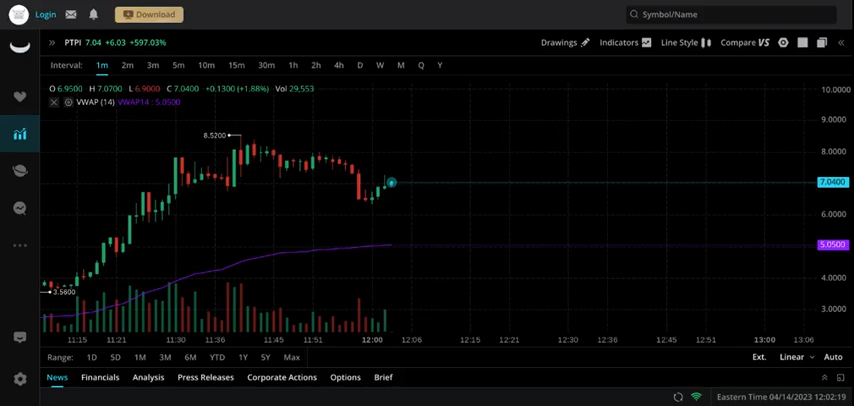 Login Download Symbol/Name
PTPI 7.04 +6.03 +597.03% Drawings Indicators Line Style Compare VS
Interval: 1m 2m 3m 5m 10m 15m 30m 1h 2h 4h D W M Q Y
O 6.9500 H 7.0700 L 6.9000 C 7.0400 +0.1300 (+1.88%) Vol 29,553
VWAP (14) VWAP14 : 5.0500
10.0000
9.0000
8.5200
8.0000
7.0400
6.0000
5.0500
4.0000
3.5600
3.0000
11:15 11:21 11:30 11:36 11:45 11:51 12:00 12:06 12:15 12:21 12:30 12:36 12:45 12:51 13:00 13:06
Range: 1D 5D 1M 3M 6M YTD 1Y 5Y Max Ext. Linear Auto
News Financials Analysis Press Releases Corporate Actions Options Brief
Eastern Time 04/14/2023 12:02:19